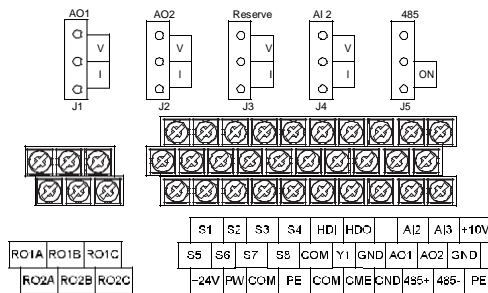 AO1 AO2 Reserve AI 2 485
V V V V
I I I I ON
J1 J2 J3 J4 J5
S1 S2 S3 S4 HDI HDO AI2 AI3 +10V
RO1A RO1B RO1C S5 S6 S7 S8 COM Y1 GND AO1 AO2 GND
RO2A RO2B RO2C +24V PW COM PE COM CME GND 485+ 485- PE